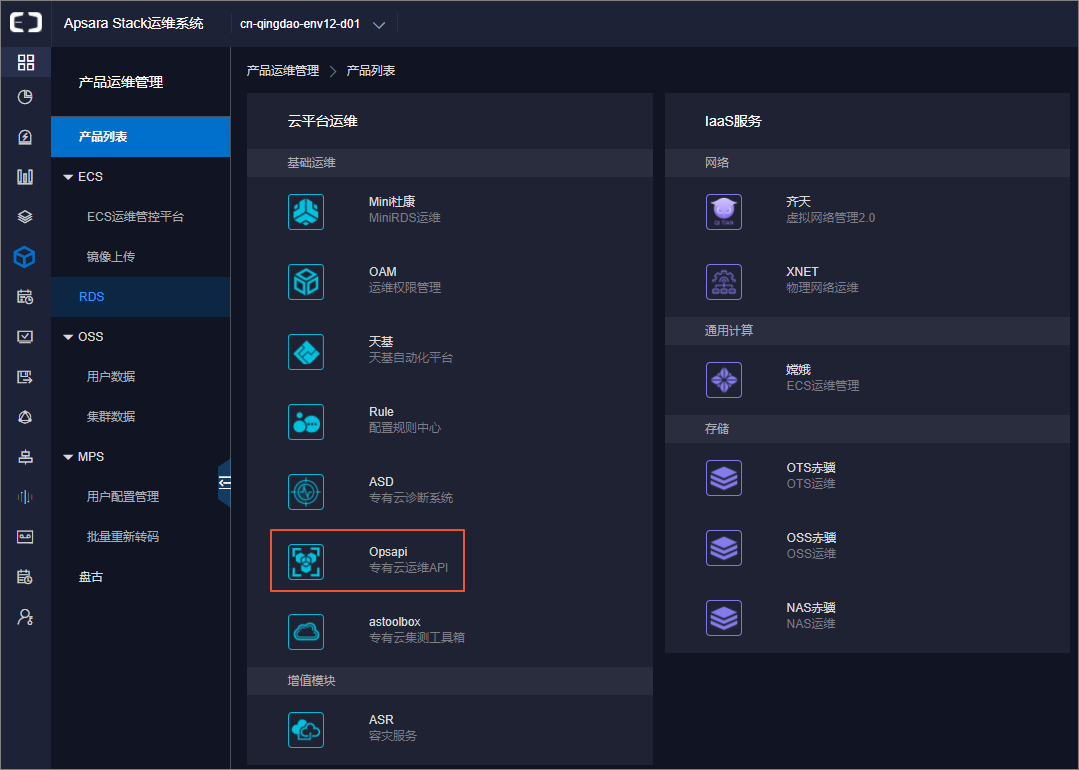 Apsara Stack运维系统
cn-qingdao-env12-d01
产品运维管理
产品列表
ECS
ECS运维管控平台
镜像上传
RDS
OSS
用户数据
集群数据
MPS
用户配置管理
批量重新转码
盘古
产品运维管理
产品列表
云平台运维
基础运维
Mini杜康
MiniRDS运维
OAM
运维权限管理
天基
天基自动化平台
Rule
配置规则中心
ASD
专有云诊断系统
Opsapi
专有云运维API
astoolbox
专有云集测工具箱
增值模块
ASR
容灾服务
IaaS服务
网络
QI TIAN
齐天
虚拟网络管理2.0
XNET
物理网络运维
通用计算
嫦娥
ECS运维管理
存储
OTS赤骥
OTS运维
OSS赤骥
OSS运维
NAS赤骥
NAS运维